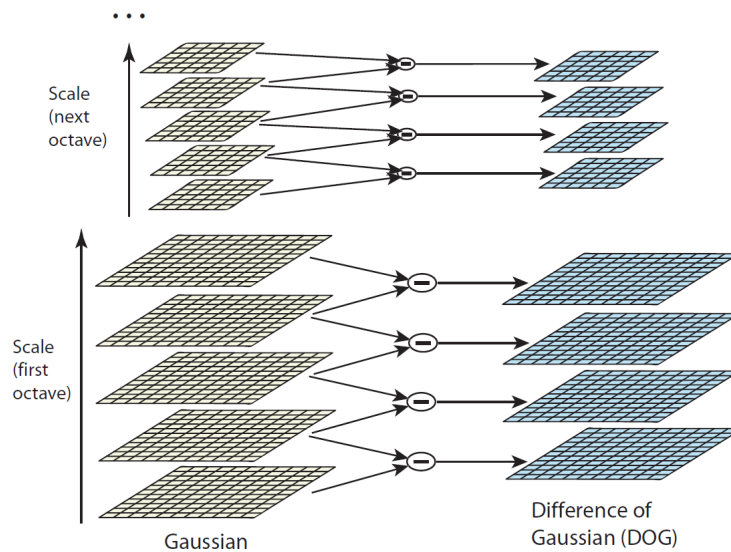 ...
Scale
(next
octave)
Scale
(first
octave)
Gaussian
Difference of
Gaussian (DOG)